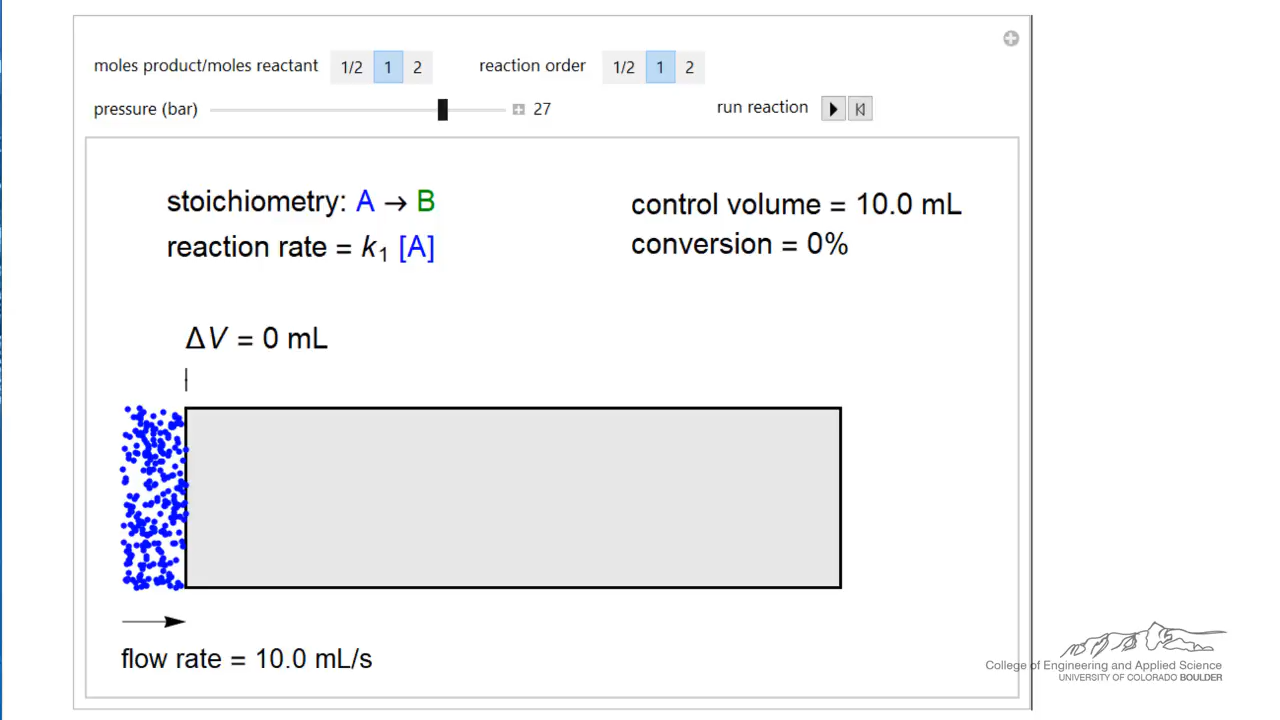 moles product/moles reactant 1/2 1 2 reaction order 1/2 1 2
pressure (bar) 27 run reaction
stoichiometry: A → B
control volume = 10.0 mL
reaction rate = k₁ [A]
conversion = 0%
ΔV = 0 mL
flow rate = 10.0 mL/s
College of Engineering and Applied Science
UNIVERSITY OF COLORADO BOULDER